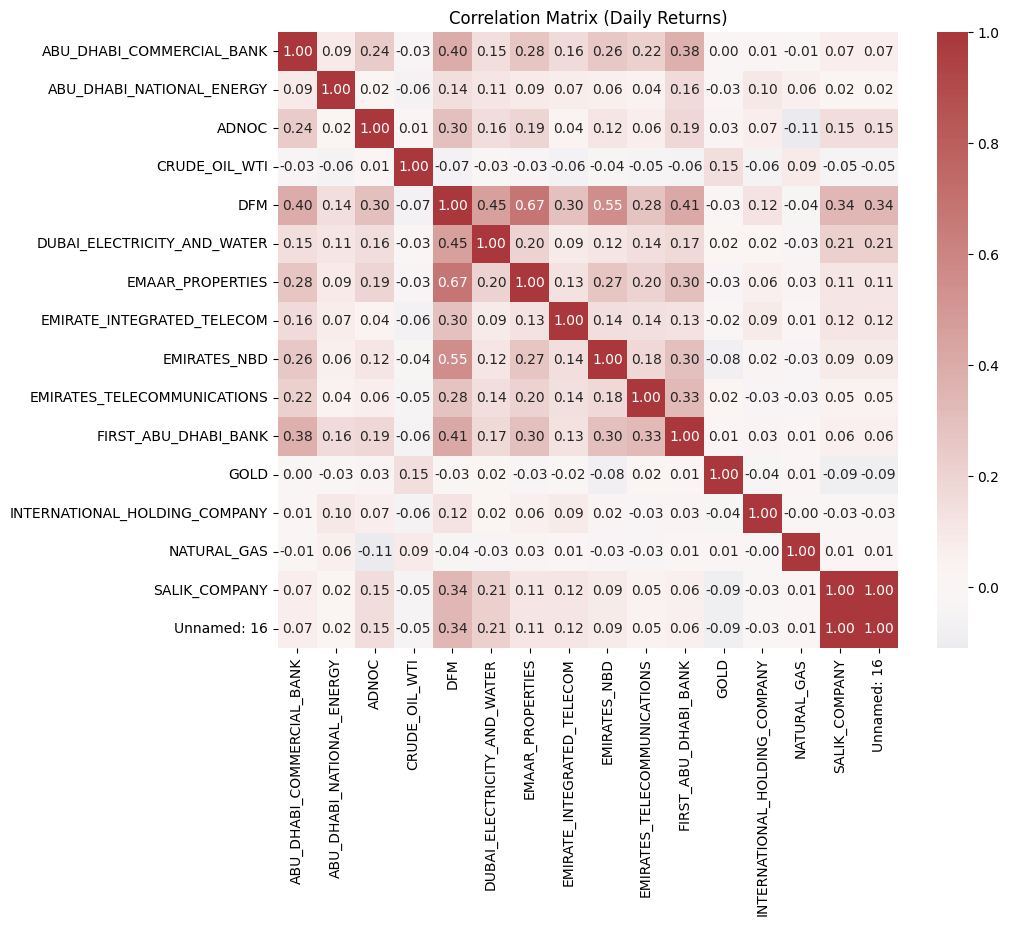 Correlation Matrix (Daily Returns)
ABU_DHABI_COMMERCIAL_BANK 1.00 0.09 0.24 -0.03 0.40 0.15 0.28 0.16 0.26 0.22 0.38 0.00 0.01 -0.01 0.07 0.07
ABU_DHABI_NATIONAL_ENERGY 0.09 1.00 0.02 -0.06 0.14 0.11 0.09 0.07 0.06 0.04 0.16 -0.03 0.10 0.06 0.02 0.02
ADNOC 0.24 0.02 1.00 0.01 0.30 0.16 0.19 0.04 0.12 0.06 0.19 0.03 0.07 -0.11 0.15 0.15
CRUDE_OIL_WTI -0.03 -0.06 0.01 1.00 -0.07 -0.03 -0.03 -0.06 -0.04 -0.05 -0.06 0.15 -0.06 0.09 -0.05 -0.05
DFM 0.40 0.14 0.30 -0.07 1.00 0.45 0.67 0.30 0.55 0.28 0.41 -0.03 0.12 -0.04 0.34 0.34
DUBAI_ELECTRICITY_AND_WATER 0.15 0.11 0.16 -0.03 0.45 1.00 0.20 0.09 0.12 0.14 0.17 0.02 0.02 -0.03 0.21 0.21
EMAAR_PROPERTIES 0.28 0.09 0.19 -0.03 0.67 0.20 1.00 0.13 0.27 0.20 0.30 -0.03 0.06 0.03 0.11 0.11
EMIRATE_INTEGRATED_TELECOM 0.16 0.07 0.04 -0.06 0.30 0.09 0.13 1.00 0.14 0.14 0.13 -0.02 0.09 0.01 0.12 0.12
EMIRATES_NBD 0.26 0.06 0.12 -0.04 0.55 0.12 0.27 0.14 1.00 0.18 0.30 -0.08 0.02 -0.03 0.09 0.09
EMIRATES_TELECOMMUNICATIONS 0.22 0.04 0.06 -0.05 0.28 0.14 0.20 0.14 0.18 1.00 0.33 0.02 -0.03 -0.03 0.05 0.05
FIRST_ABU_DHABI_BANK 0.38 0.16 0.19 -0.06 0.41 0.17 0.30 0.13 0.30 0.33 1.00 0.01 0.03 0.01 0.06 0.06
GOLD 0.00 -0.03 0.03 0.15 -0.03 0.02 -0.03 -0.02 -0.08 0.02 0.01 1.00 -0.04 0.01 -0.09 -0.09
INTERNATIONAL_HOLDING_COMPANY 0.01 0.10 0.07 -0.06 0.12 0.02 0.06 0.09 0.02 -0.03 0.03 -0.04 1.00 -0.00 -0.03 -0.03
NATURAL_GAS -0.01 0.06 -0.11 0.09 -0.04 -0.03 0.03 0.01 -0.03 -0.03 0.01 0.01 -0.00 1.00 0.01 0.01
SALIK_COMPANY 0.07 0.02 0.15 -0.05 0.34 0.21 0.11 0.12 0.09 0.05 0.06 -0.09 -0.03 0.01 1.00 1.00
Unnamed: 16 0.07 0.02 0.15 -0.05 0.34 0.21 0.11 0.12 0.09 0.05 0.06 -0.09 -0.03 0.01 1.00 1.00
ABU_DHABI_COMMERCIAL_BANK
ABU_DHABI_NATIONAL_ENERGY
ADNOC
CRUDE_OIL_WTI
DFM
DUBAI_ELECTRICITY_AND_WATER
EMAAR_PROPERTIES
EMIRATE_INTEGRATED_TELECOM
EMIRATES_NBD
EMIRATES_TELECOMMUNICATIONS
FIRST_ABU_DHABI_BANK
GOLD
INTERNATIONAL_HOLDING_COMPANY
NATURAL_GAS
SALIK_COMPANY
Unnamed: 16
1.0
0.8
0.6
0.4
0.2
0.0